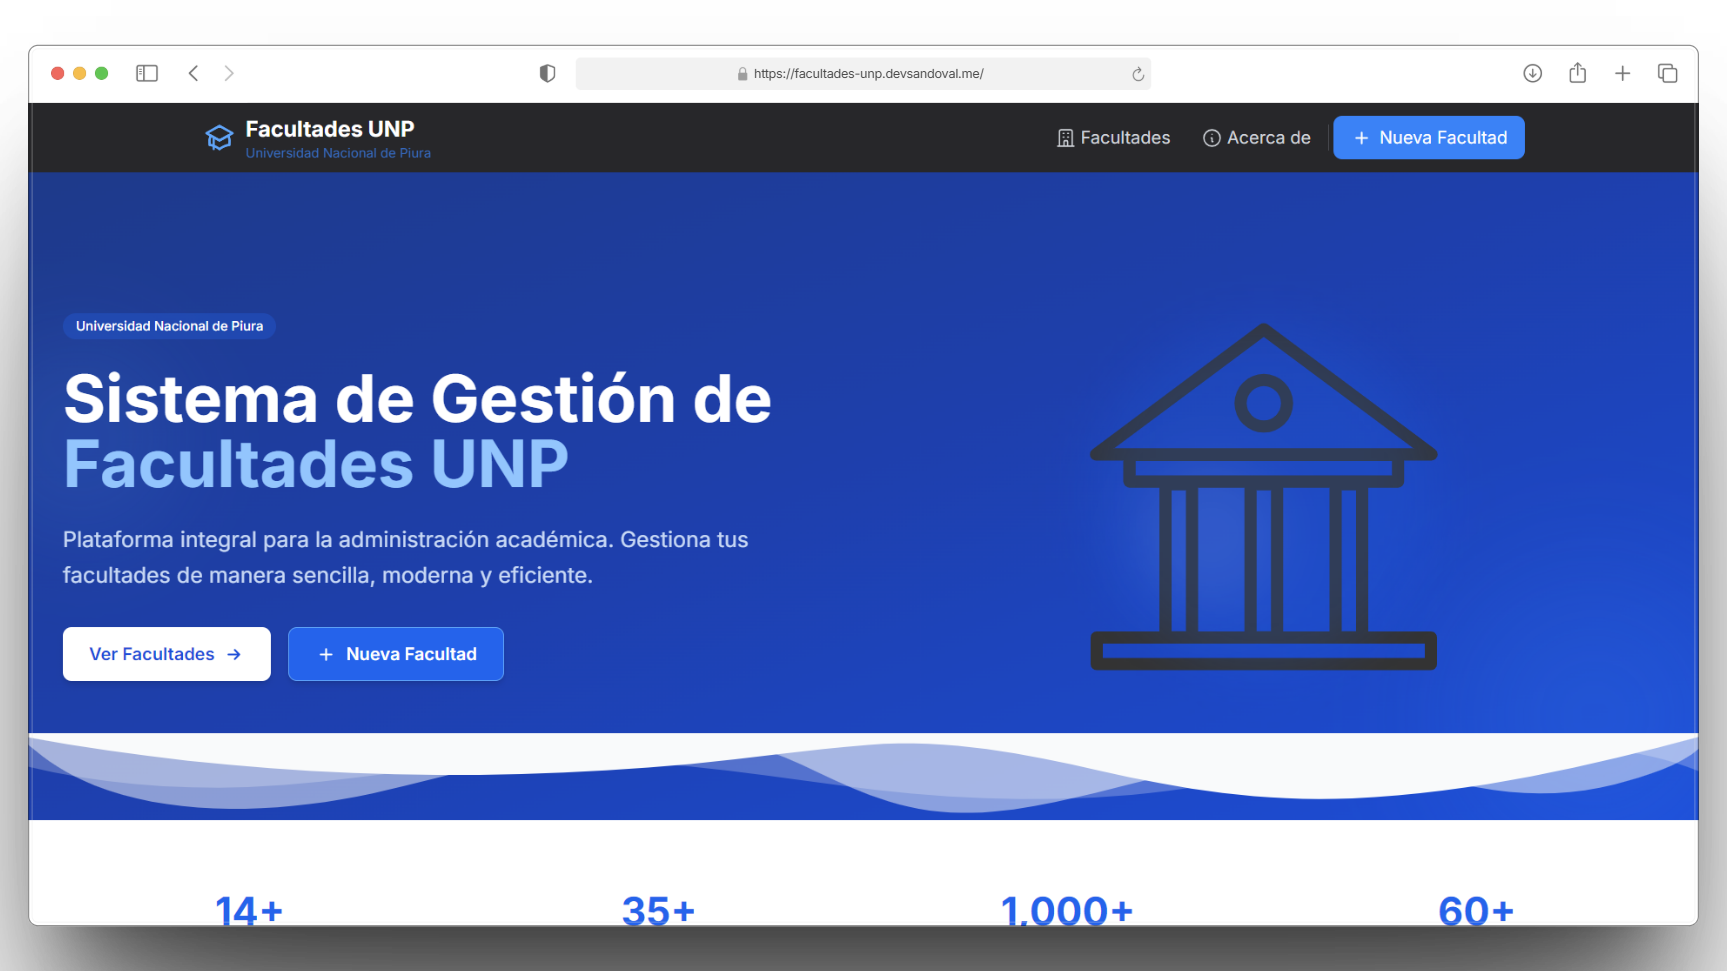 https://facultades-unp.devsandoval.me/
Facultades UNP
Universidad Nacional de Piura
Facultades
Acerca de
+ Nueva Facultad
Universidad Nacional de Piura
Sistema de Gestión de
Facultades UNP
Plataforma integral para la administración académica. Gestiona tus
facultades de manera sencilla, moderna y eficiente.
Ver Facultades →
+ Nueva Facultad
14+
35+
1,000+
60+